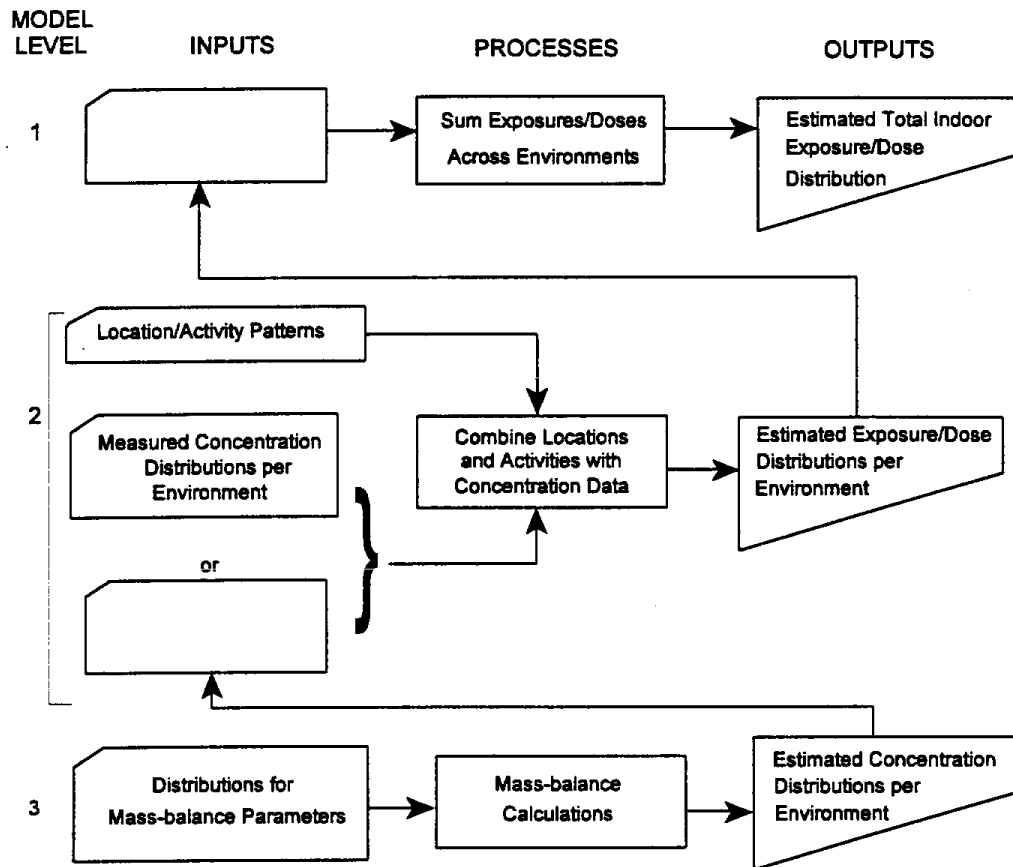 MODEL
LEVEL
INPUTS
PROCESSES
OUTPUTS
1
Sum Exposures/Doses
Across Environments
Estimated Total Indoor
Exposure/Dose
Distribution
2
Location/Activity Patterns
Measured Concentration
Distributions per
Environment
or
Combine Locations
and Activities with
Concentration Data
Estimated Exposure/Dose
Distributions per
Environment
3
Distributions for
Mass-balance Parameters
Mass-balance
Calculations
Estimated Concentration
Distributions per
Environment